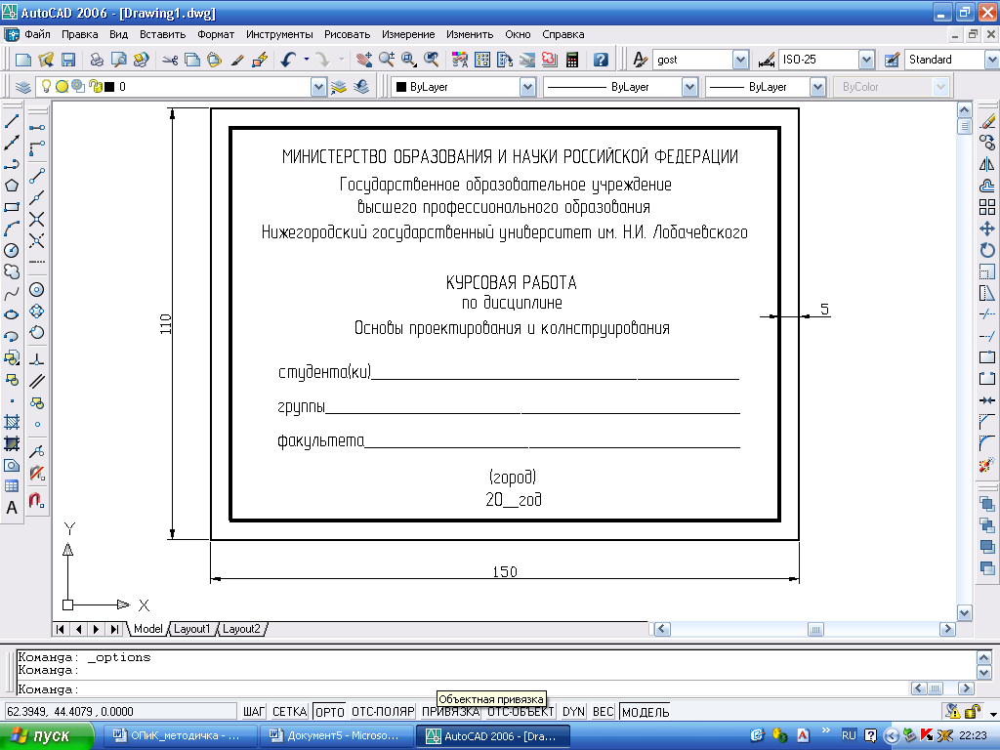 AutoCAD 2006 - [Drawing1.dwg]
Файл Правка Вид Вставить Формат Инструменты Рисовать Измерение Изменить Окно Справка
gost ISO-25 Standard
0 ByLayer ByLayer ByLayer ByColor
МИНИСТЕРСТВО ОБРАЗОВАНИЯ И НАУКИ РОССИЙСКОЙ ФЕДЕРАЦИИ
Государственное образовательное учреждение
высшего профессионального образования
Нижегородский государственный университет им. Н.И. Лобачевского
КУРСОВАЯ РАБОТА
по дисциплине
Основы проектирования и колнструирования
студента(ки)
группы
факультета
(город)
20__год
110
5
150
Y
X
A
Model Layout1 Layout2
Команда: _options
Команда:
Команда:
Объектная привязка
62.3949, 44.4079 , 0.0000 ШАГ СЕТКА ОРТО ОТС-ПОЛЯР ПРИВЯЗКА ОТС-ОБЪЕКТ DYN ВЕС МОДЕЛЬ
пуск ОПиК_методичка - ... Документ5 - Microso... AutoCAD 2006 - [Dra... RU 22:23